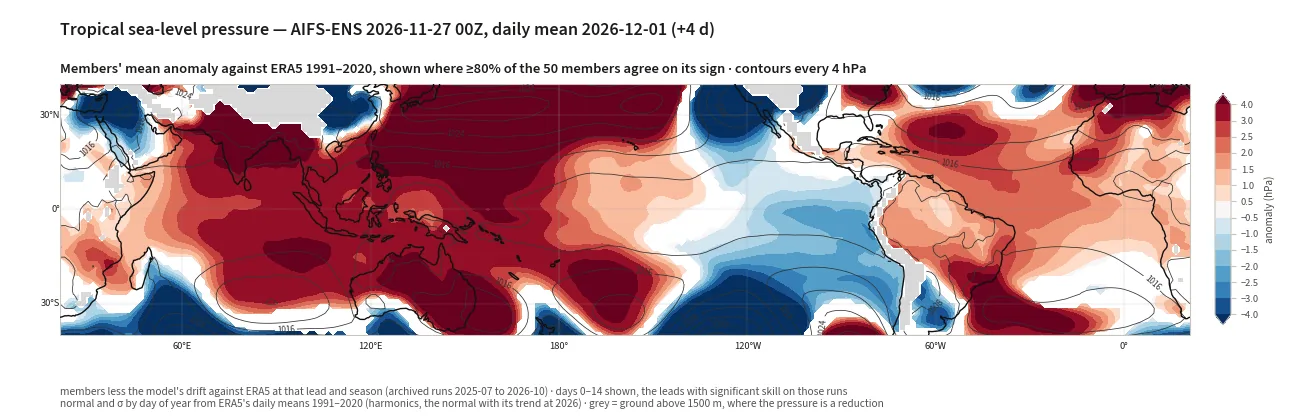 Tropical sea-level pressure — AIFS-ENS 2026-11-27 00Z, daily mean 2026-12-01 (+4 d)
Members' mean anomaly against ERA5 1991–2020, shown where ≥80% of the 50 members agree on its sign · contours every 4 hPa
30°N
0°
30°S
60°E
120°E
180°
120°W
60°W
0°
1024
1016
1016
1016
1016
1016
1016
1016
1024
4.0
3.0
2.0
1.5
1.0
0.5
−0.5
−1.0
−1.5
−2.0
−2.5
−3.0
−4.0
anomaly (hPa)
members less the model's drift against ERA5 at that lead and season (archived runs 2025-07 to 2026-10) · days 0–14 shown, the leads with significant skill on those runs
normal and σ by day of year from ERA5's daily means 1991–2020 (harmonics, the normal with its trend at 2026) · grey = ground above 1500 m, where the pressure is a reduction